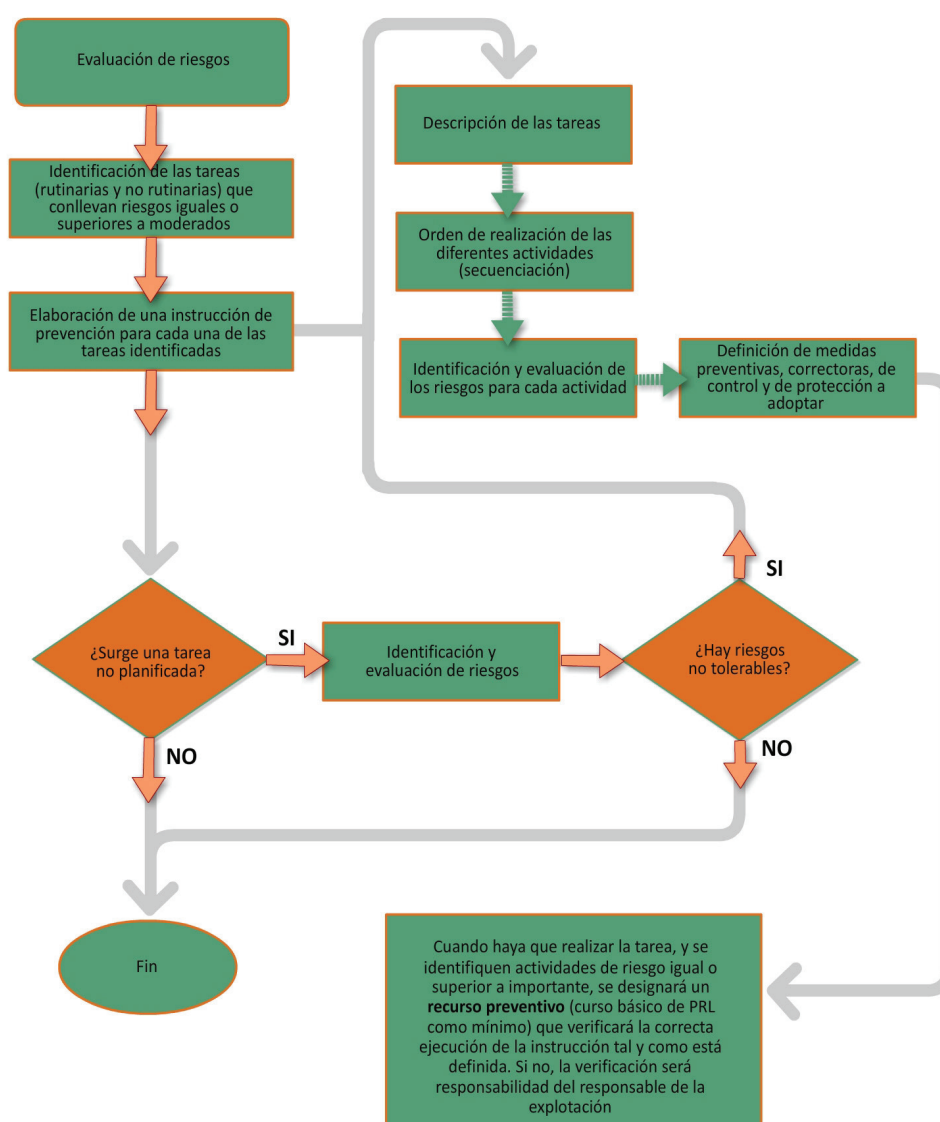 Evaluación de riesgos
Identificación de las tareas
(rutinarias y no rutinarias) que
conllevan riesgos iguales o
superiores a moderados
Elaboración de una instrucción de
prevención para cada una de las
tareas identificadas
Descripción de las tareas
Orden de realización de las
diferentes actividades
(secuenciación)
Identificación y evaluación de
los riesgos para cada actividad
Definición de medidas
preventivas, correctoras, de
control y de protección a
adoptar
¿Surge una tarea
no planificada?
SI
Identificación y
evaluación de riesgos
¿Hay riesgos
no tolerables?
SI
NO
NO
Fin
Cuando haya que realizar la tarea, y se
identifiquen actividades de riesgo igual o
superior a importante, se designará un
recurso preventivo (curso básico de PRL
como mínimo) que verificará la correcta
ejecución de la instrucción tal y como está
definida. Si no, la verificación será
responsabilidad del responsable de la
explotación